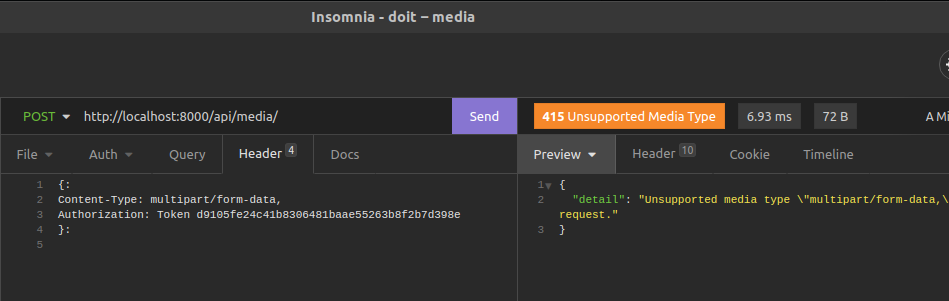 Insomnia - doit – media
POST http://localhost:8000/api/media/ Send 415 Unsupported Media Type 6.93 ms 72 B A Mi
File Auth Query Header 4 Docs Preview Header 10 Cookie Timeline
1 {:
2 Content-Type: multipart/form-data,
3 Authorization: Token d9105fe24c41b8306481baae55263b8f2b7d398e
4 }:
5
1 {
2 "detail": "Unsupported media type \"multipart/form-data,\
request."
3 }